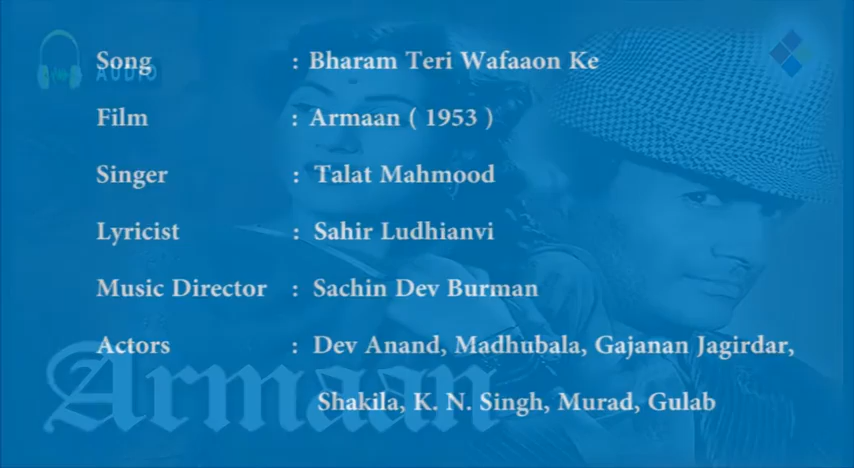 Song : Bharam Teri Wafaaon Ke
AUDIO
Film : Armaan ( 1953 )
Singer : Talat Mahmood
Lyricist : Sahir Ludhianvi
Music Director : Sachin Dev Burman
Actors : Dev Anand, Madhubala, Gajanan Jagirdar,
Shakila, K. N. Singh, Murad, Gulab
Armaan